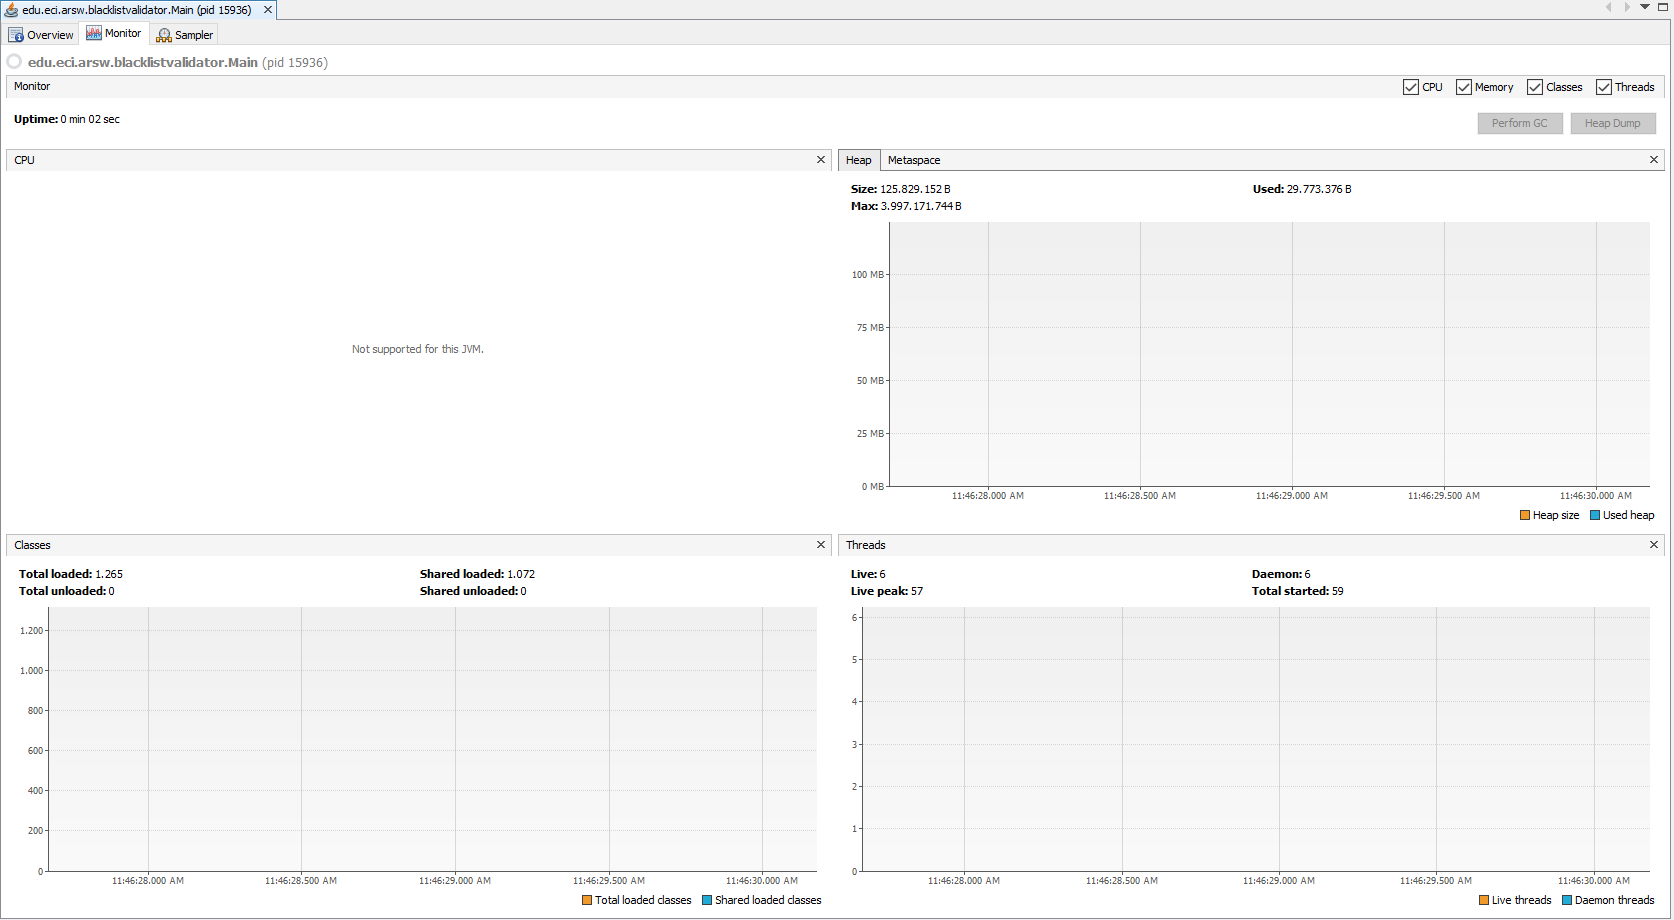 edu.eci.arsw.blacklistvalidator.Main (pid 15936)
Overview Monitor Sampler
edu.eci.arsw.blacklistvalidator.Main (pid 15936)
Monitor
CPU Memory Classes Threads
Uptime: 0 min 02 sec
Perform GC Heap Dump
CPU
Not supported for this JVM.
Heap Metaspace
Size: 125.829.152 B Used: 29.773.376 B
Max: 3.997.171.744 B
100 MB
75 MB
50 MB
25 MB
0 MB
11:46:28.000 AM 11:46:28.500 AM 11:46:29.000 AM 11:46:29.500 AM 11:46:30.000 AM
Heap size Used heap
Classes
Total loaded: 1.265 Shared loaded: 1.072
Total unloaded: 0 Shared unloaded: 0
1.200
1.000
800
600
400
200
0
11:46:28.000 AM 11:46:28.500 AM 11:46:29.000 AM 11:46:29.500 AM 11:46:30.000 AM
Total loaded classes Shared loaded classes
Threads
Live: 6 Daemon: 6
Live peak: 57 Total started: 59
6
5
4
3
2
1
0
11:46:28.000 AM 11:46:28.500 AM 11:46:29.000 AM 11:46:29.500 AM 11:46:30.000 AM
Live threads Daemon threads